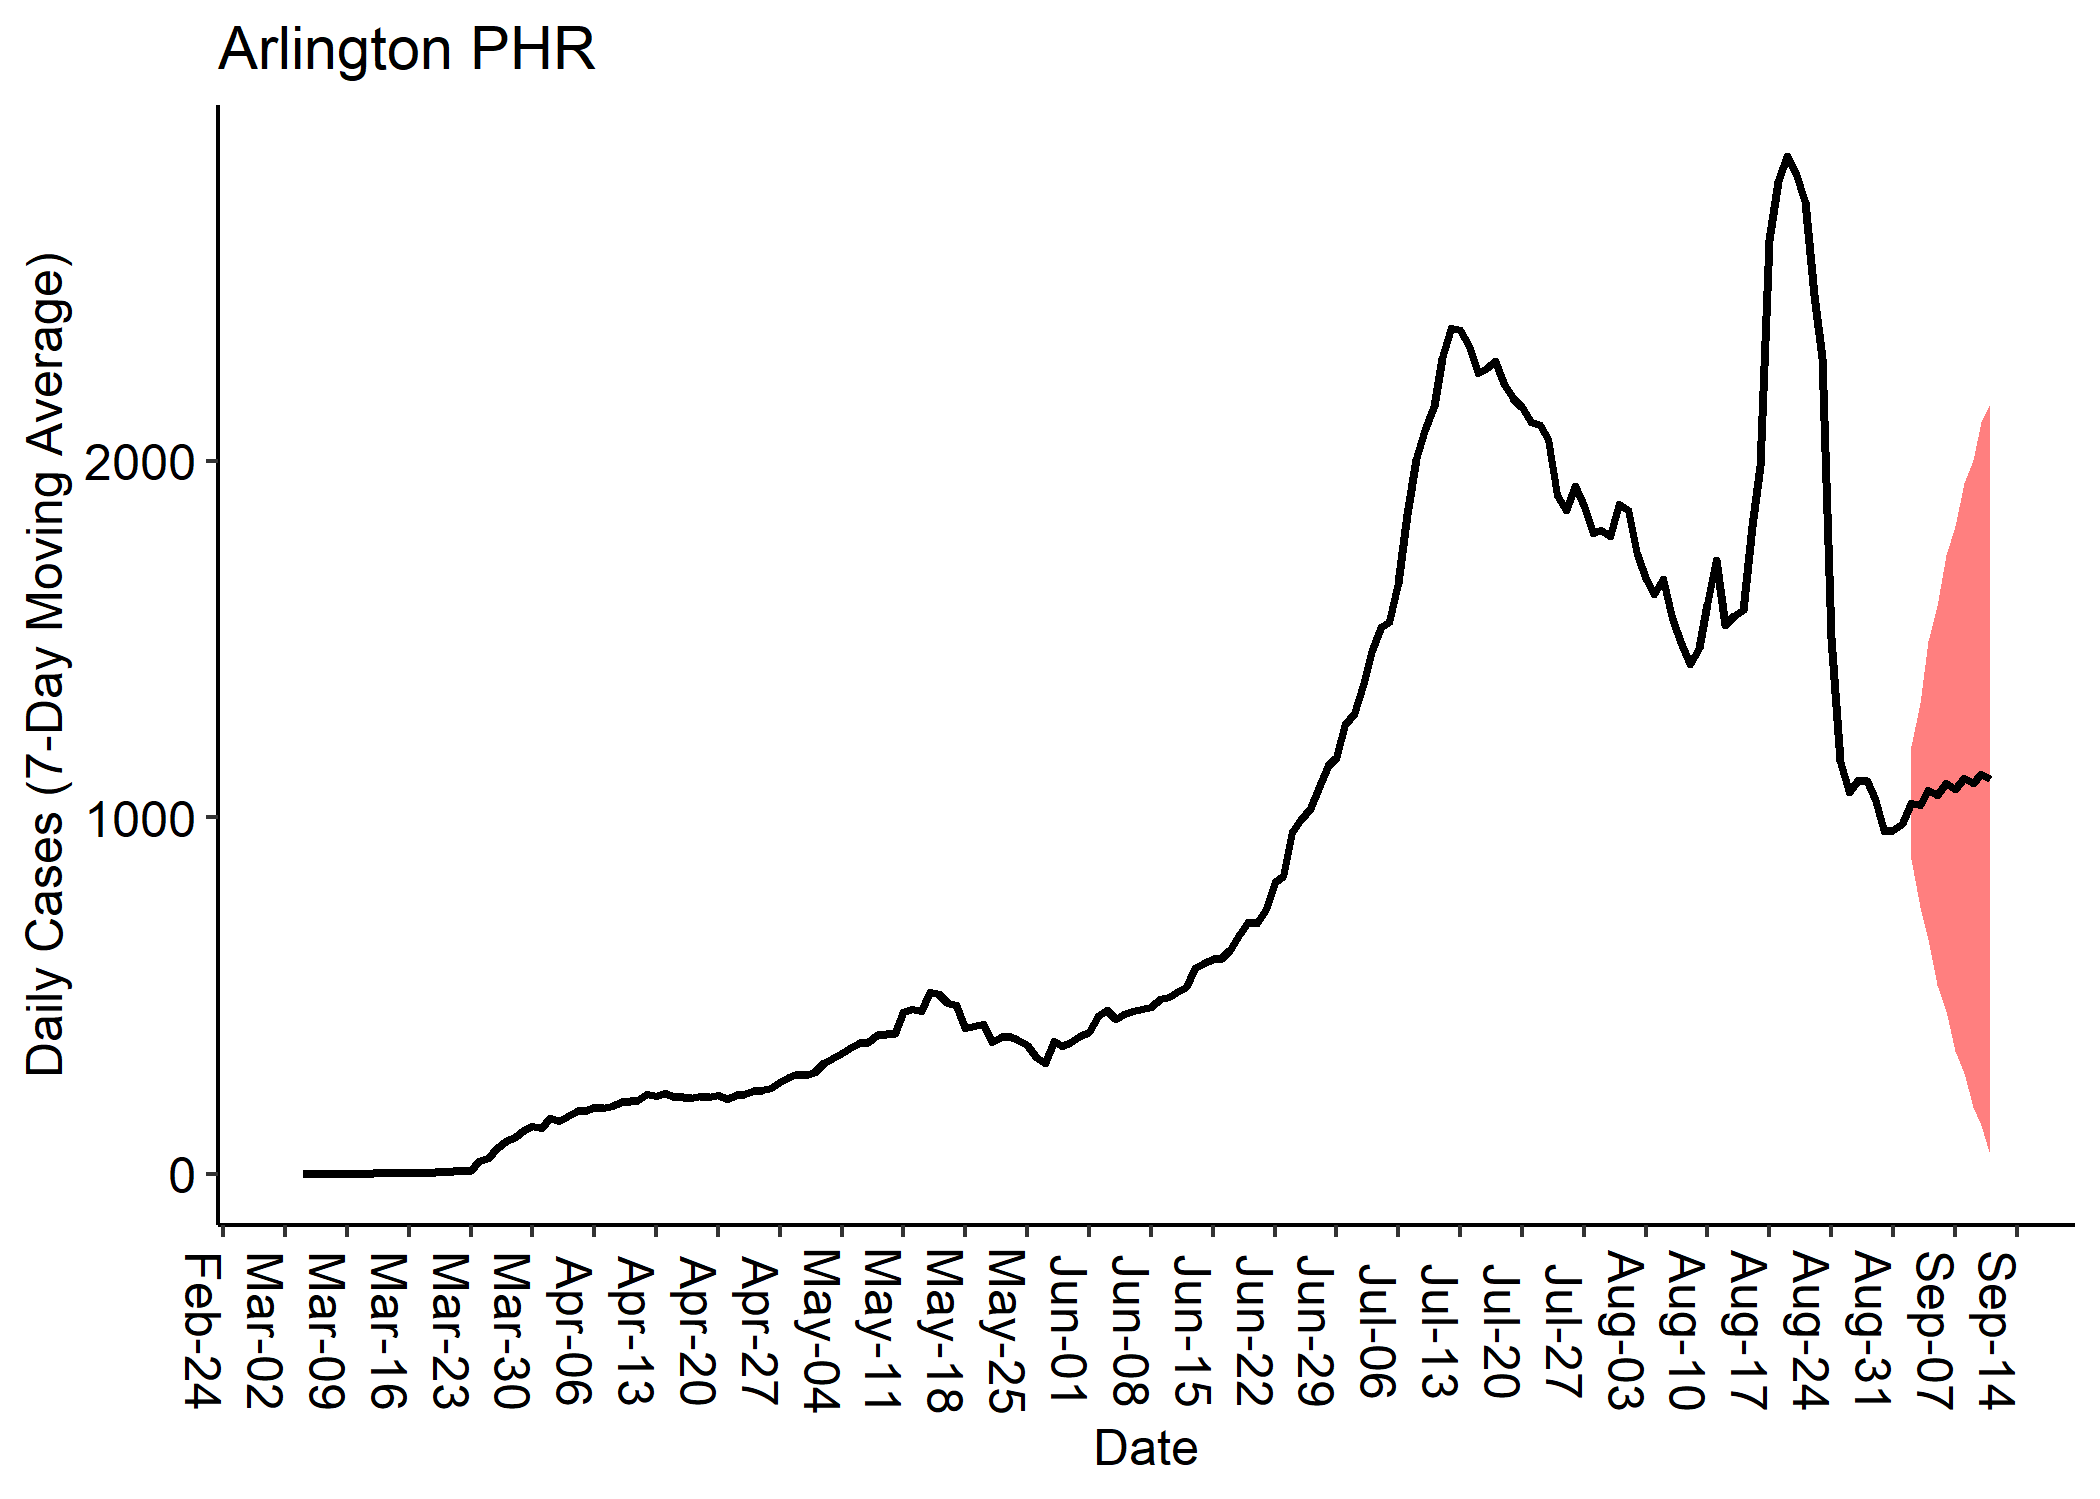 Arlington PHR
Daily Cases (7-Day Moving Average)
2000
1000
0
Feb-24
Mar-02
Mar-09
Mar-16
Mar-23
Mar-30
Apr-06
Apr-13
Apr-20
Apr-27
May-04
May-11
May-18
May-25
Jun-01
Jun-08
Jun-15
Jun-22
Jun-29
Jul-06
Jul-13
Jul-20
Jul-27
Aug-03
Aug-10
Aug-17
Aug-24
Aug-31
Sep-07
Sep-14
Date